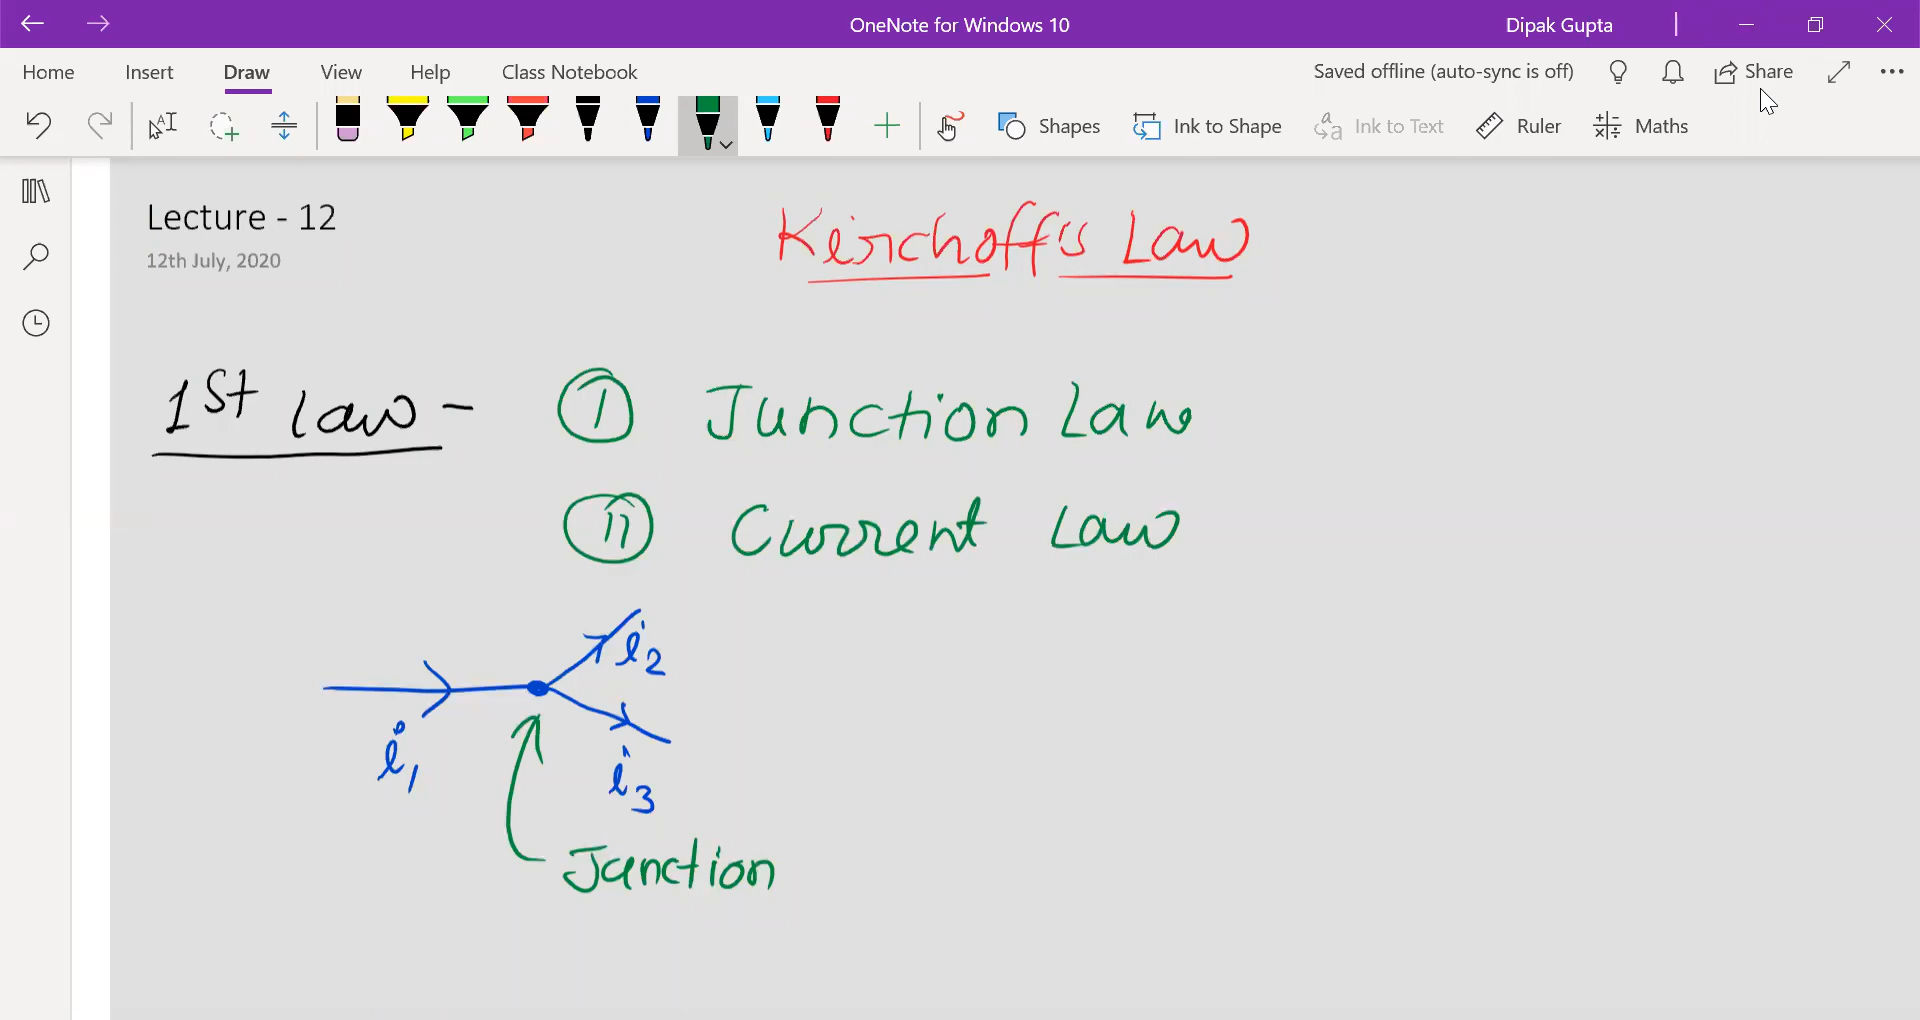 OneNote for Windows 10
Dipak Gupta
Home Insert Draw View Help Class Notebook
Saved offline (auto-sync is off) Share
Shapes Ink to Shape Ink to Text Ruler Maths
Lecture - 12
12th July, 2020
Keirchoff's Law
1st law -
I Junction Law
II Current Law
i2
i1
i3
Junction